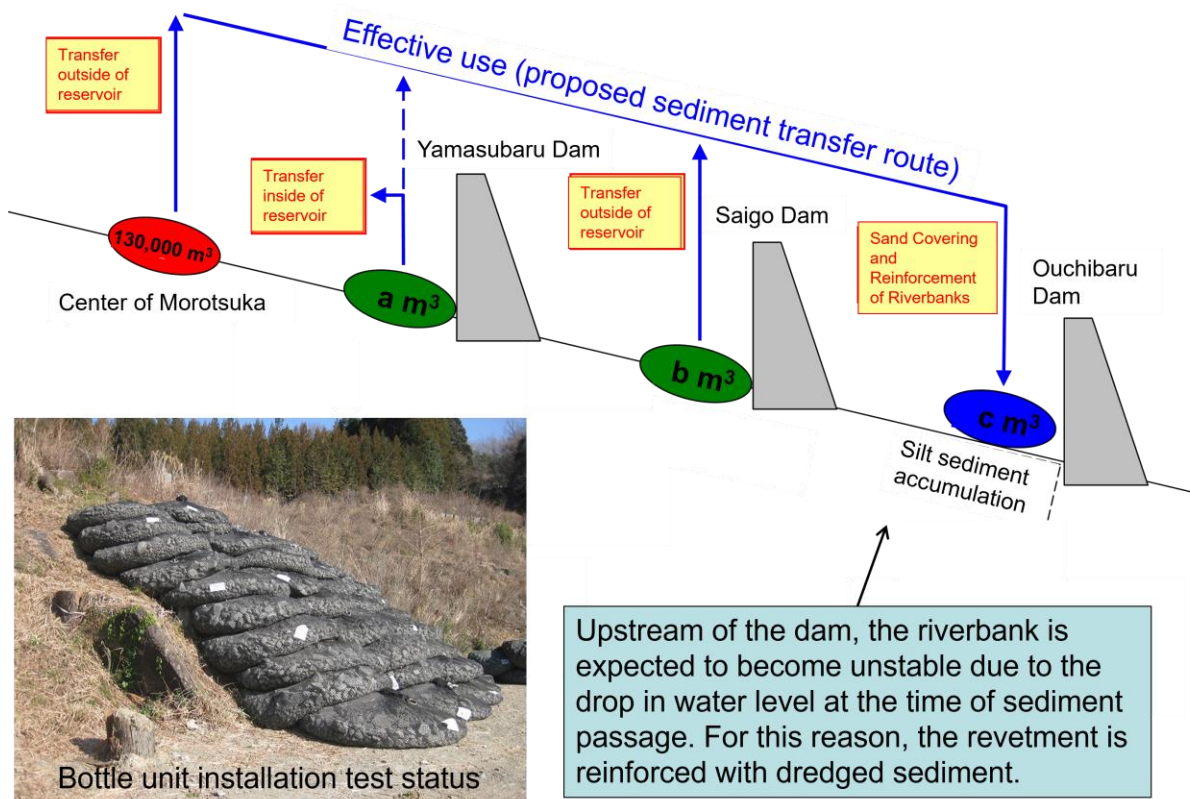 Effective use (proposed sediment transfer route)
Transfer
outside of
reservoir
Yamasubaru Dam
Transfer
inside of
reservoir
Transfer
outside of
reservoir
Saigo Dam
Sand Covering
and
Reinforcement
of Riverbanks
Ouchibaru
Dam
130,000 m³
Center of Morotsuka
a m³
b m³
c m³
Silt sediment
accumulation
Upstream of the dam, the riverbank is
expected to become unstable due to the
drop in water level at the time of sediment
passage. For this reason, the revetment is
reinforced with dredged sediment.
Bottle unit installation test status